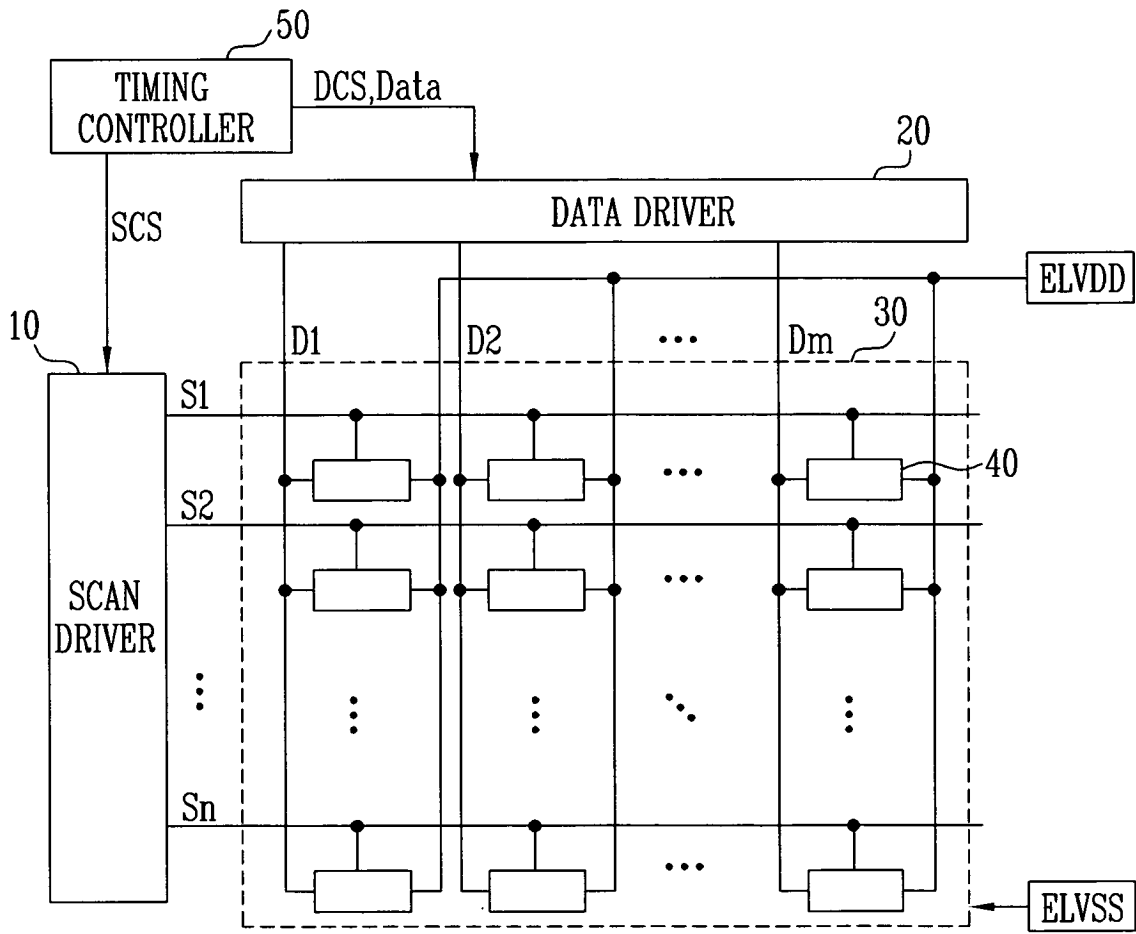 50
TIMING
CONTROLLER
DCS,Data
SCS
20
DATA DRIVER
ELVDD
10
D1
D2
Dm
30
S1
40
S2
SCAN
DRIVER
Sn
ELVSS